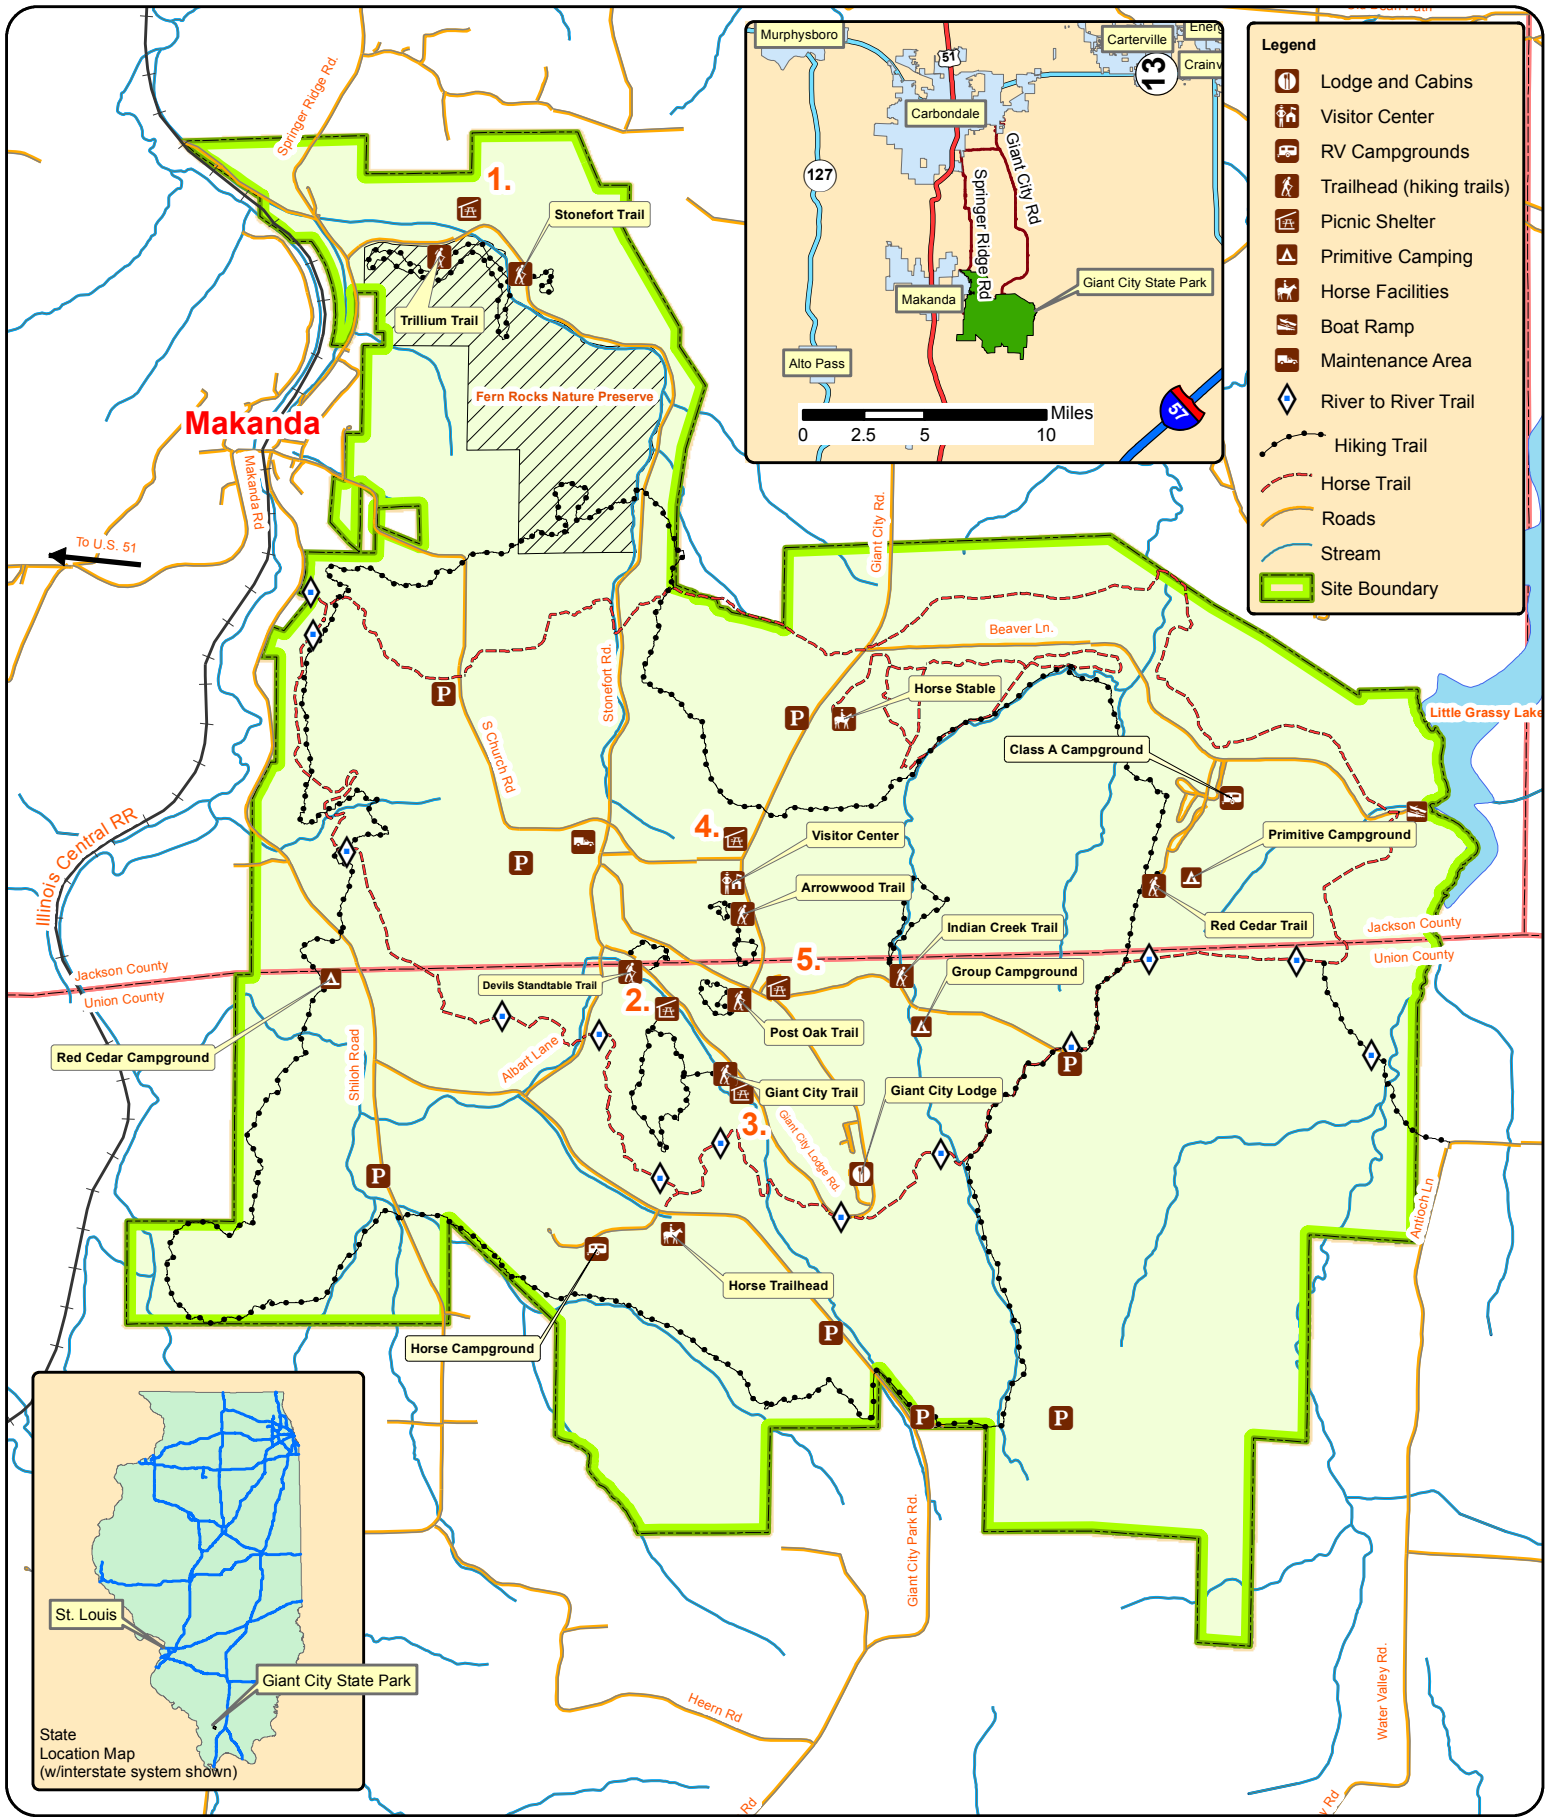 Springer Ridge Rd.
1.
Stonefort Trail
Trillium Trail
Fern Rocks Nature Preserve
Makanda
Makanda Rd
To U.S. 51
Murphysboro
51
Carterville
13
Carbondale
Giant City Rd
Springer Ridge Rd
127
Makanda
Giant City State Park
Alto Pass
57
Miles
0 2.5 5 10
Legend
Lodge and Cabins
Visitor Center
RV Campgrounds
Trailhead (hiking trails)
Picnic Shelter
Primitive Camping
Horse Facilities
Boat Ramp
Maintenance Area
River to River Trail
Hiking Trail
Horse Trail
Roads
Stream
Site Boundary
Giant City Rd.
Beaver Ln.
Stonefort Rd.
P
Horse Stable
P
Little Grassy Lake
S Church Rd
Class A Campground
Illinois Central RR
4.
Visitor Center
Primitive Campground
P
Arrowwood Trail
Indian Creek Trail
Red Cedar Trail
Jackson County
Union County
Jackson County
Union County
5.
Group Campground
Devils Standtable Trail
2.
Post Oak Trail
Red Cedar Campground
Shiloh Road
Albart Lane
P
Giant City Trail
Giant City Lodge
3.
Giant City Lodge Rd.
P
Antioch Ln
Horse Trailhead
Horse Campground
P
P
P
Giant City Park Rd.
St. Louis
Giant City State Park
State
Location Map
(w/interstate system shown)
Heern Rd
Water Valley Rd.
Rd
Rd